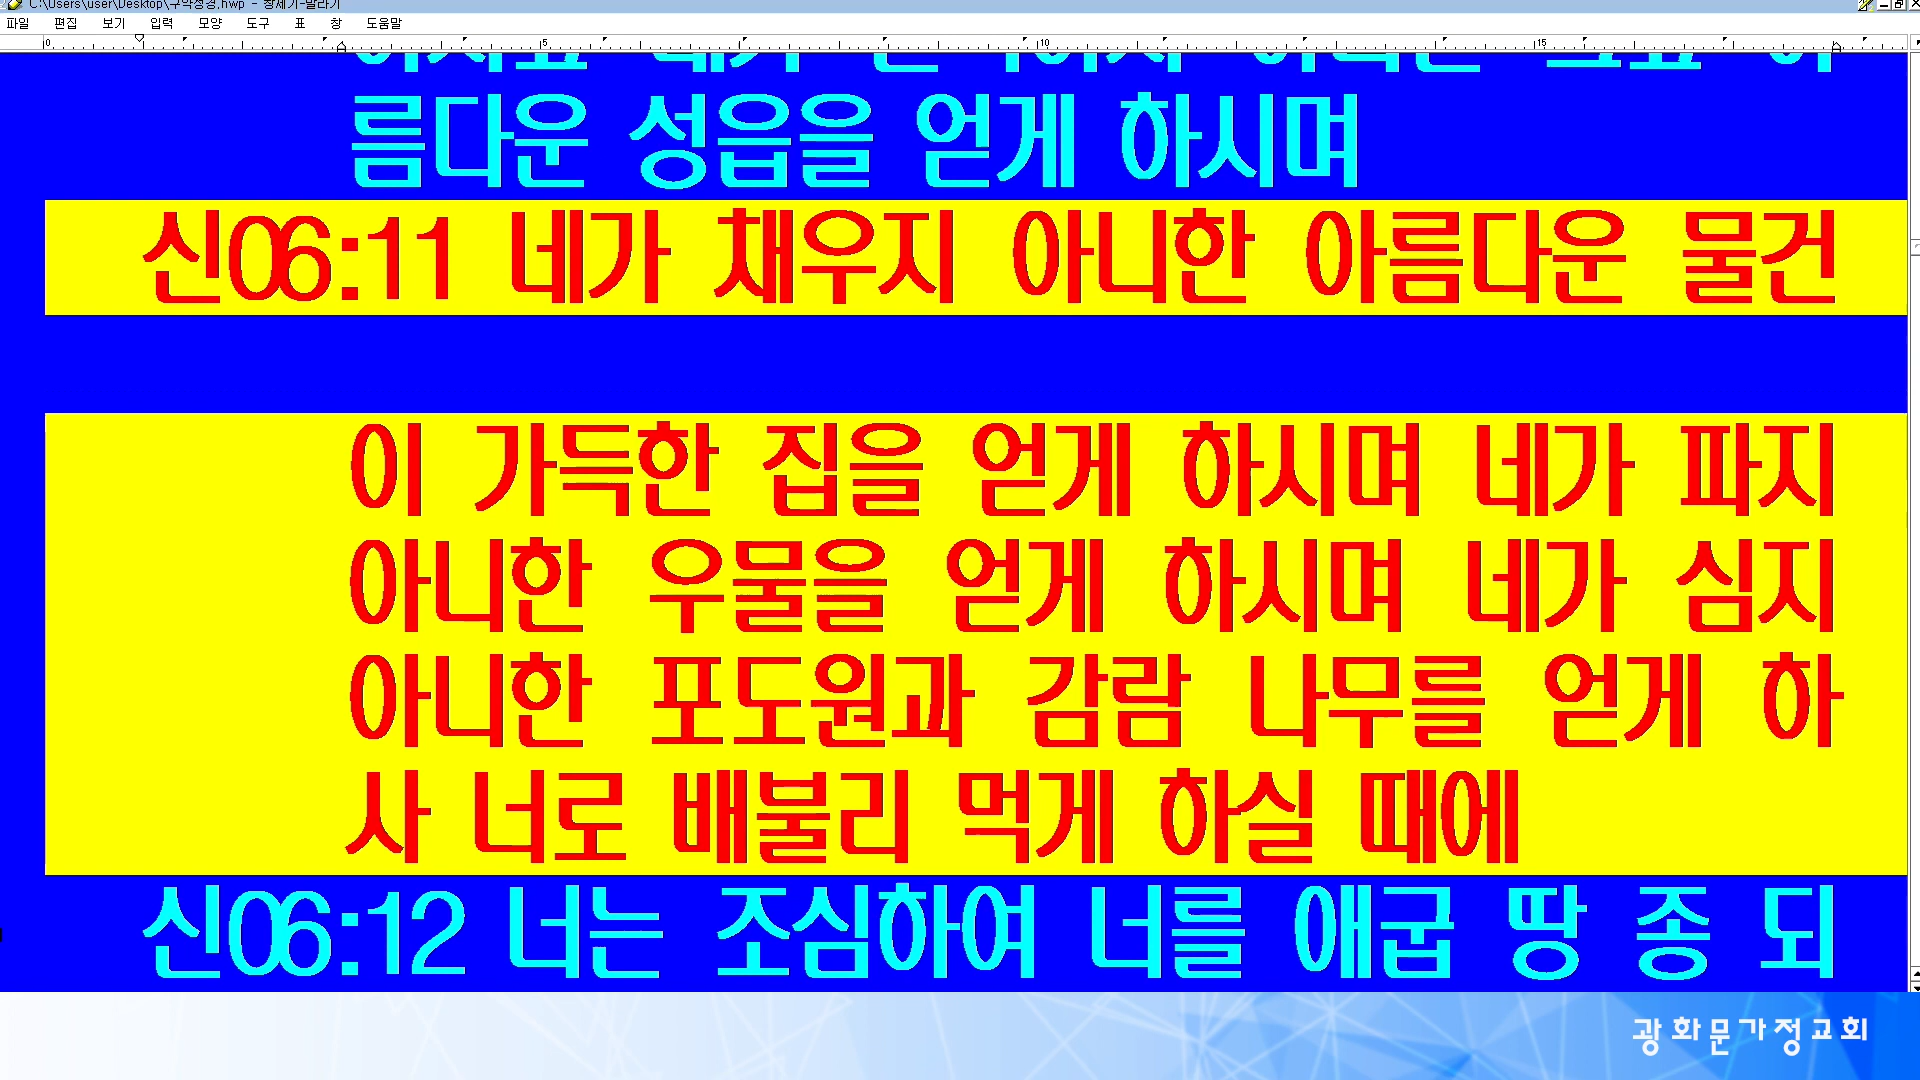 C:\Users\user\Desktop\구약성경.hwp - 창세기-말라기
파일 편집 보기 입력 모양 도구 표 창 도움말
0 5 10 15
름다운 성읍을 얻게 하시며
신06:11 네가 채우지 아니한 아름다운 물건
이 가득한 집을 얻게 하시며 네가 파지
아니한 우물을 얻게 하시며 네가 심지
아니한 포도원과 감람 나무를 얻게 하
사 너로 배불리 먹게 하실 때에
신06:12 너는 조심하여 너를 애굽 땅 종 되
광화문가정교회